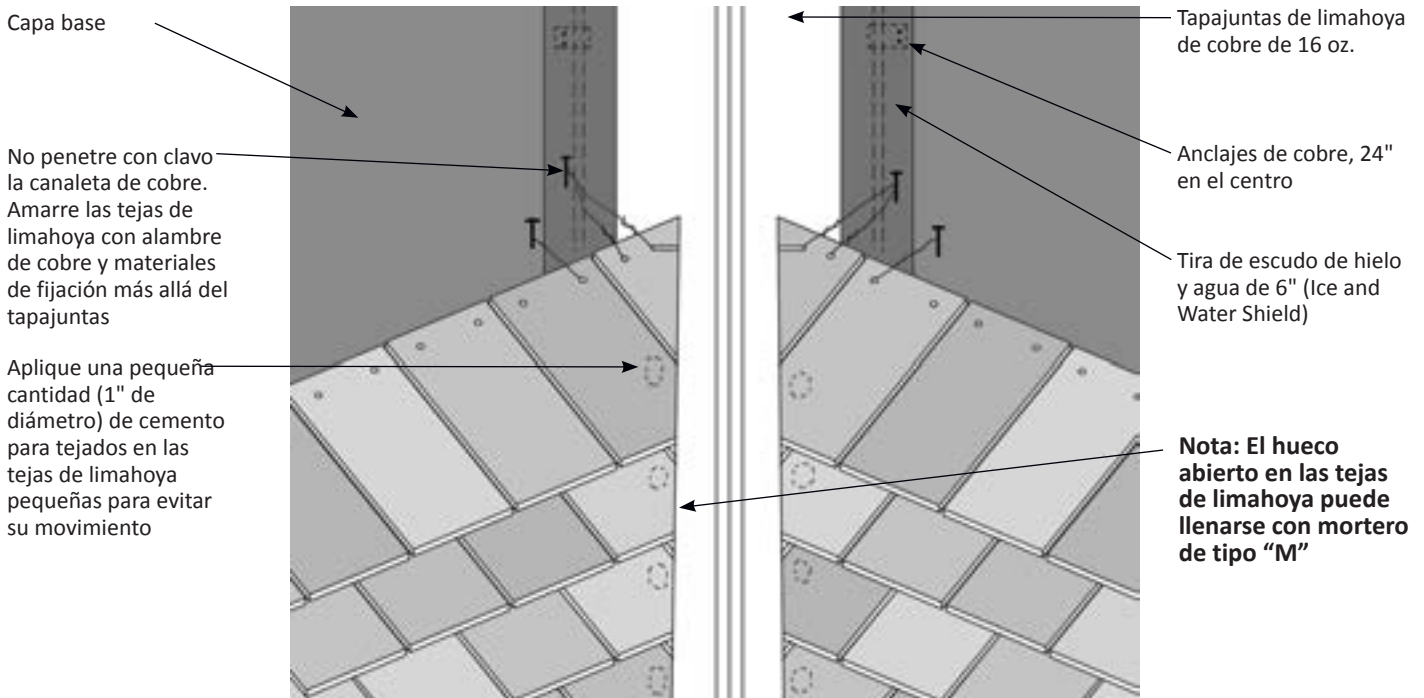 Capa base
No penetre con clavo
la canaleta de cobre.
Amarre las tejas de
limahoya con alambre
de cobre y materiales
de fijación más allá del
tapajuntas
Aplique una pequeña
cantidad (1" de
diámetro) de cemento
para tejados en las
tejas de limahoya
pequeñas para evitar
su movimiento
Tapajuntas de limahoya
de cobre de 16 oz.
Anclajes de cobre, 24"
en el centro
Tira de escudo de hielo
y agua de 6" (Ice and
Water Shield)
Nota: El hueco
abierto en las tejas
de limahoya puede
llenarse con mortero
de tipo “M”